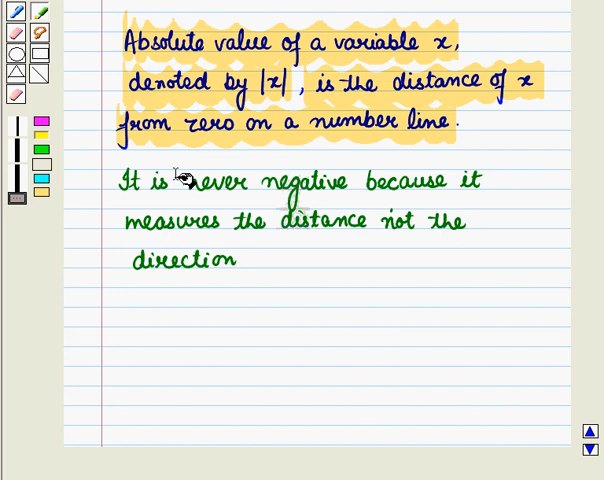 Absolute value of a variable x,
denoted by |x|, is the distance of x
from zero on a number line.
It is never negative because it
measures the distance not the
direction